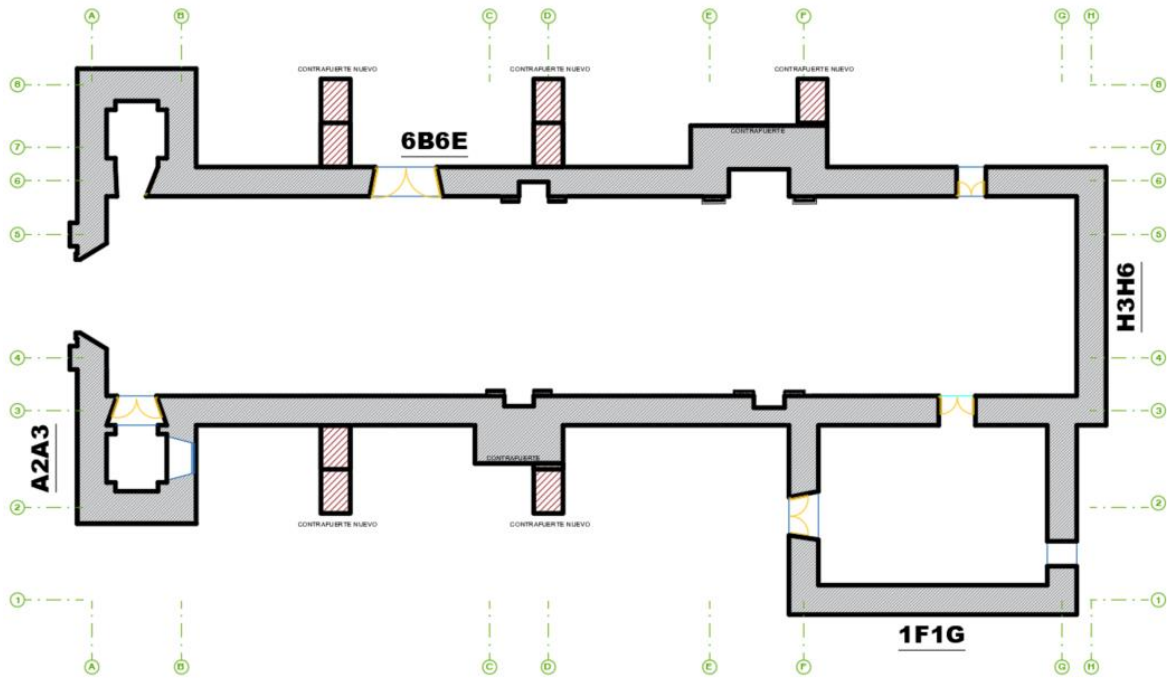 A B C D E F G H
8 8
CONTRAFUERTE NUEVO CONTRAFUERTE NUEVO CONTRAFUERTE NUEVO
CONTRAFUERTE
6B6E
7 7
6 6
5 5
H3H6
4 4
3 3
A2A3
CONTRAFUERTE
2 2
CONTRAFUERTE NUEVO CONTRAFUERTE NUEVO
1 1
1F1G
A B C D E F G H